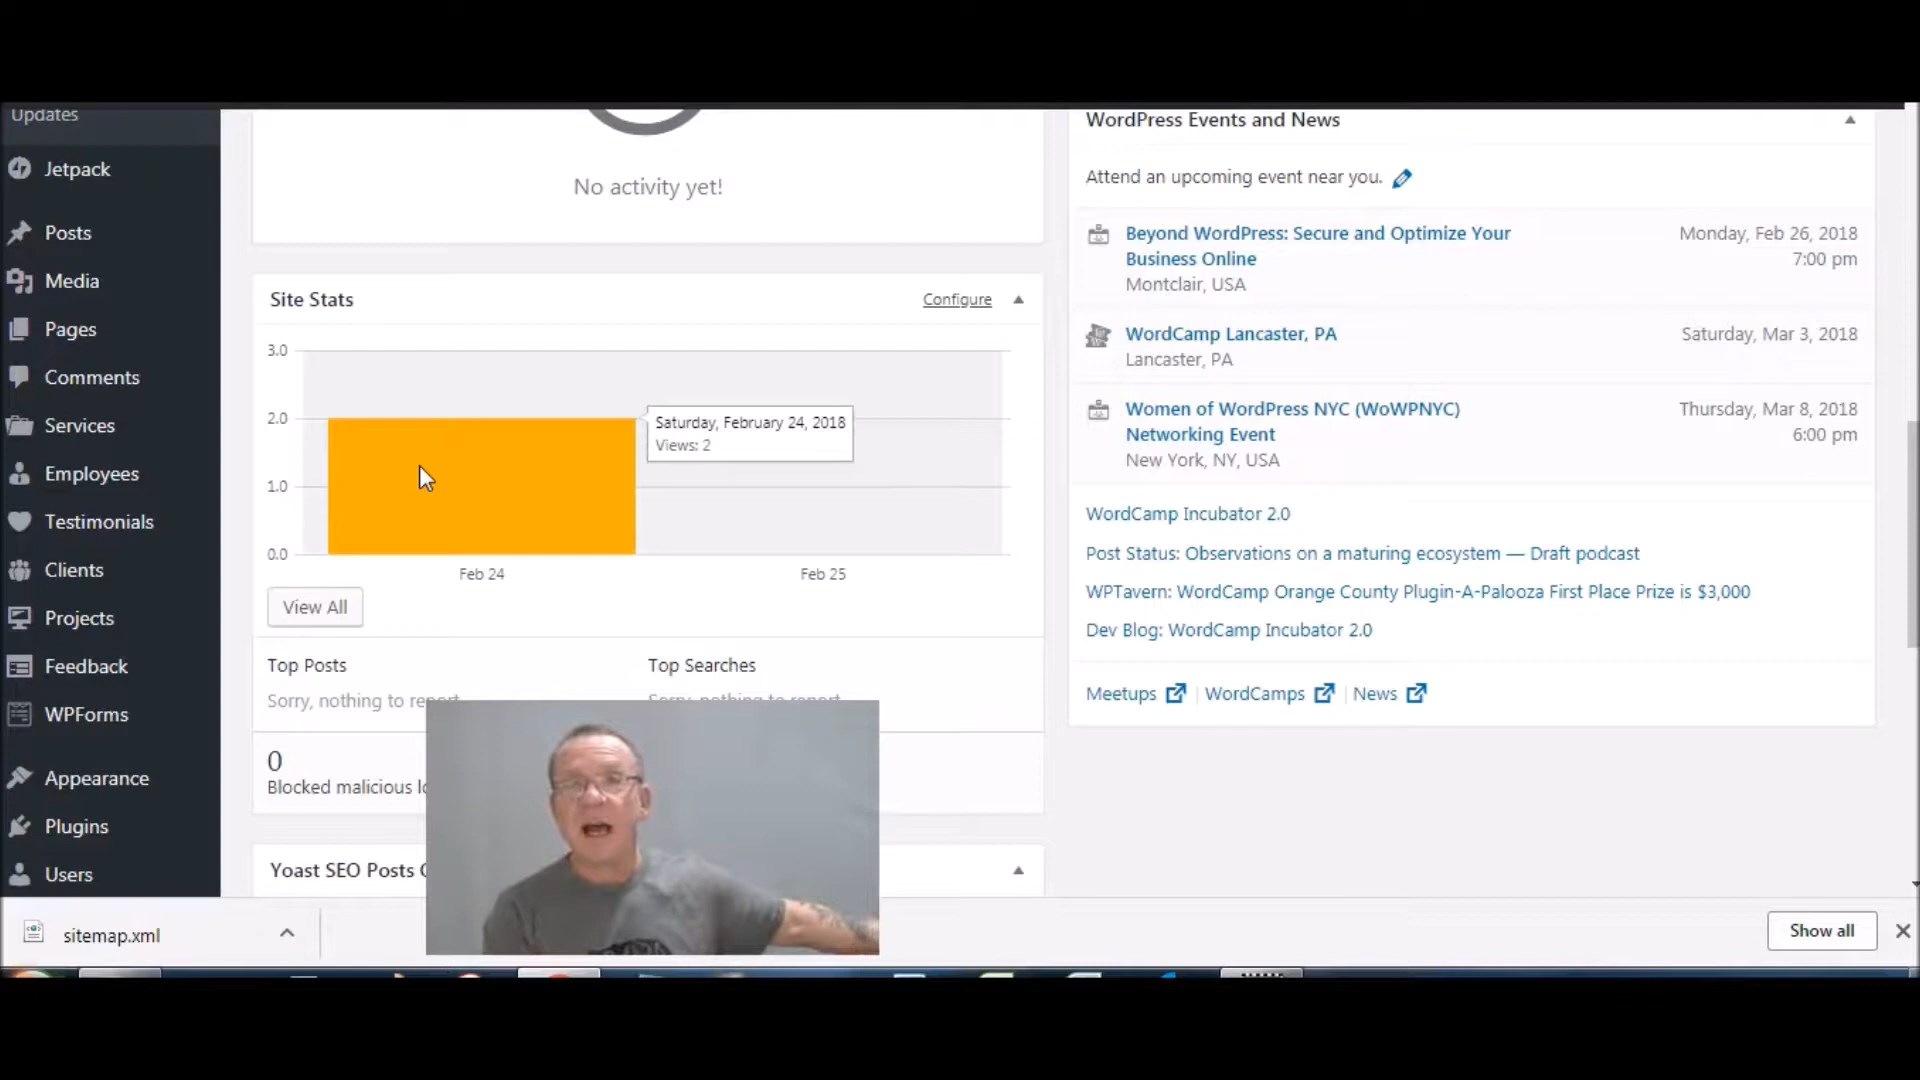 Updates
Jetpack
Posts
Media
Pages
Comments
Services
Employees
Testimonials
Clients
Projects
Feedback
WPForms
Appearance
Plugins
Users
No activity yet!
Site Stats
Configure
3.0
2.0
1.0
0.0
Saturday, February 24, 2018
Views: 2
Feb 24
Feb 25
View All
Top Posts
Top Searches
Sorry, nothing to report
Sorry, nothing to report
0
Blocked malicious
Yoast SEO Posts
WordPress Events and News
Attend an upcoming event near you.
Beyond WordPress: Secure and Optimize Your
Business Online
Montclair, USA
Monday, Feb 26, 2018
7:00 pm
WordCamp Lancaster, PA
Lancaster, PA
Saturday, Mar 3, 2018
Women of WordPress NYC (WoWPNYC)
Networking Event
New York, NY, USA
Thursday, Mar 8, 2018
6:00 pm
WordCamp Incubator 2.0
Post Status: Observations on a maturing ecosystem — Draft podcast
WPTavern: WordCamp Orange County Plugin-A-Palooza First Place Prize is $3,000
Dev Blog: WordCamp Incubator 2.0
Meetups | WordCamps | News
sitemap.xml
Show all